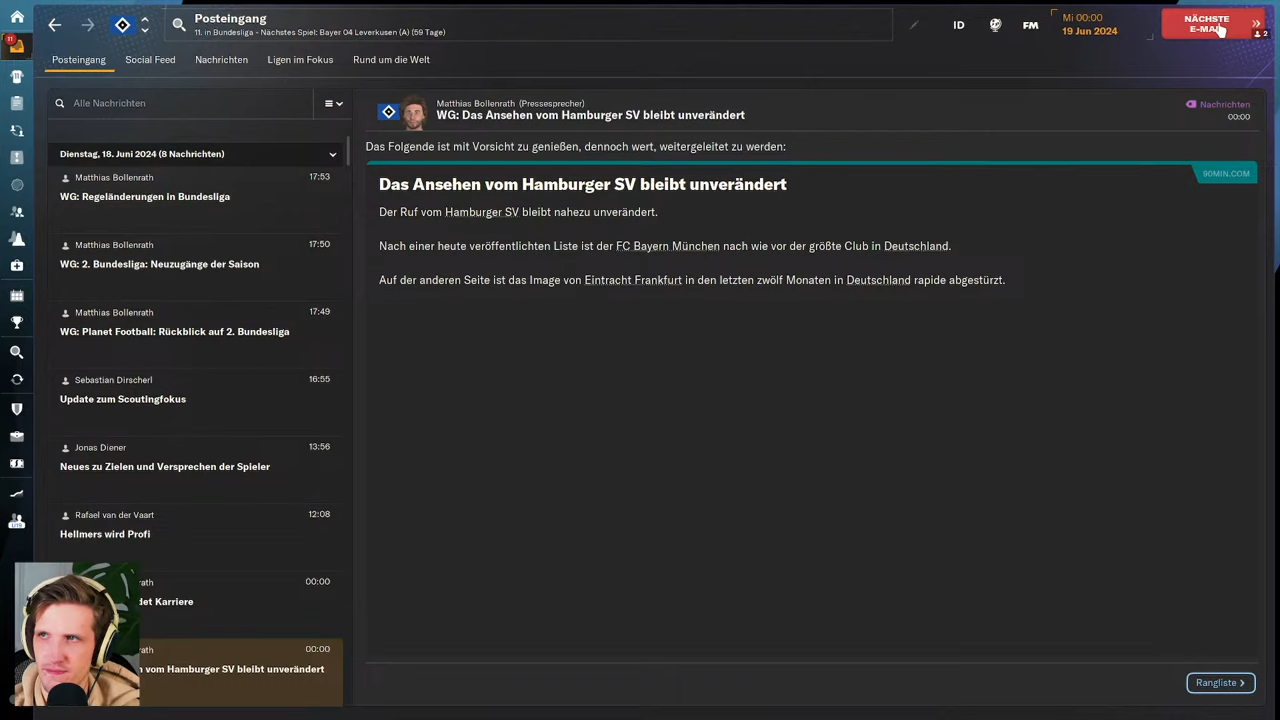 Posteingang
11. in Bundesliga - Nächstes Spiel: Bayer 04 Leverkusen (A) (59 Tage)
ID
FM
Mi 00:00
19 Jun 2024
NÄCHSTE
E-MAIL
2
11
Posteingang
Social Feed
Nachrichten
Ligen im Fokus
Rund um die Welt
Alle Nachrichten
Dienstag, 18. Juni 2024 (8 Nachrichten)
Matthias Bollenrath 17:53
WG: Regeländerungen in Bundesliga
Matthias Bollenrath 17:50
WG: 2. Bundesliga: Neuzugänge der Saison
Matthias Bollenrath 17:49
WG: Planet Football: Rückblick auf 2. Bundesliga
Sebastian Dirscherl 16:55
Update zum Scoutingfokus
Jonas Diener 13:56
Neues zu Zielen und Versprechen der Spieler
Rafael van der Vaart 12:08
Hellmers wird Profi
rath 00:00
det Karriere
rath 00:00
n vom Hamburger SV bleibt unverändert
U19
Matthias Bollenrath (Pressesprecher)
WG: Das Ansehen vom Hamburger SV bleibt unverändert
Nachrichten
00:00
Das Folgende ist mit Vorsicht zu genießen, dennoch wert, weitergeleitet zu werden:
90MIN.COM
Das Ansehen vom Hamburger SV bleibt unverändert
Der Ruf vom Hamburger SV bleibt nahezu unverändert.
Nach einer heute veröffentlichten Liste ist der FC Bayern München nach wie vor der größte Club in Deutschland.
Auf der anderen Seite ist das Image von Eintracht Frankfurt in den letzten zwölf Monaten in Deutschland rapide abgestürzt.
Rangliste